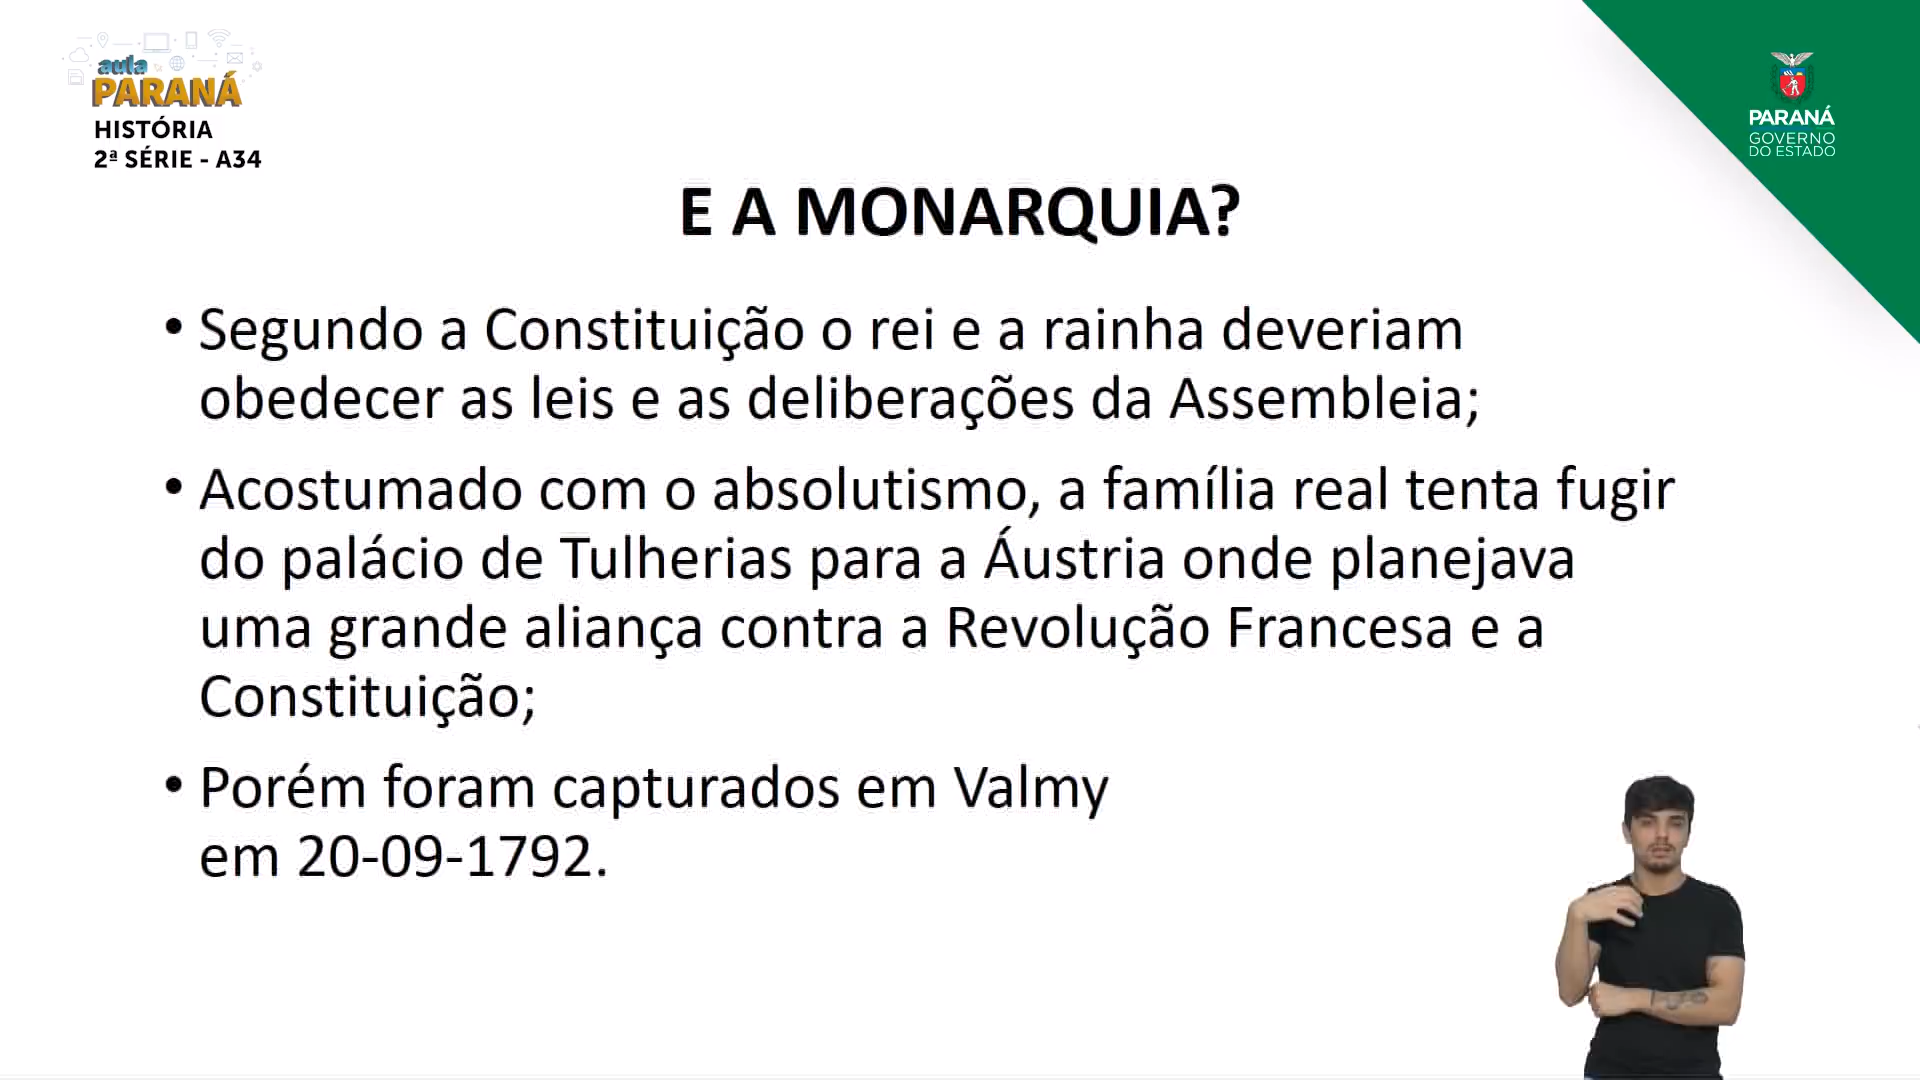 aula
PARANÁ
HISTÓRIA
2ª SÉRIE - A34
PARANÁ
GOVERNO
DO ESTADO
E A MONARQUIA?
• Segundo a Constituição o rei e a rainha deveriam
obedecer as leis e as deliberações da Assembleia;
• Acostumado com o absolutismo, a família real tenta fugir
do palácio de Tulherias para a Áustria onde planejava
uma grande aliança contra a Revolução Francesa e a
Constituição;
• Porém foram capturados em Valmy
em 20-09-1792.